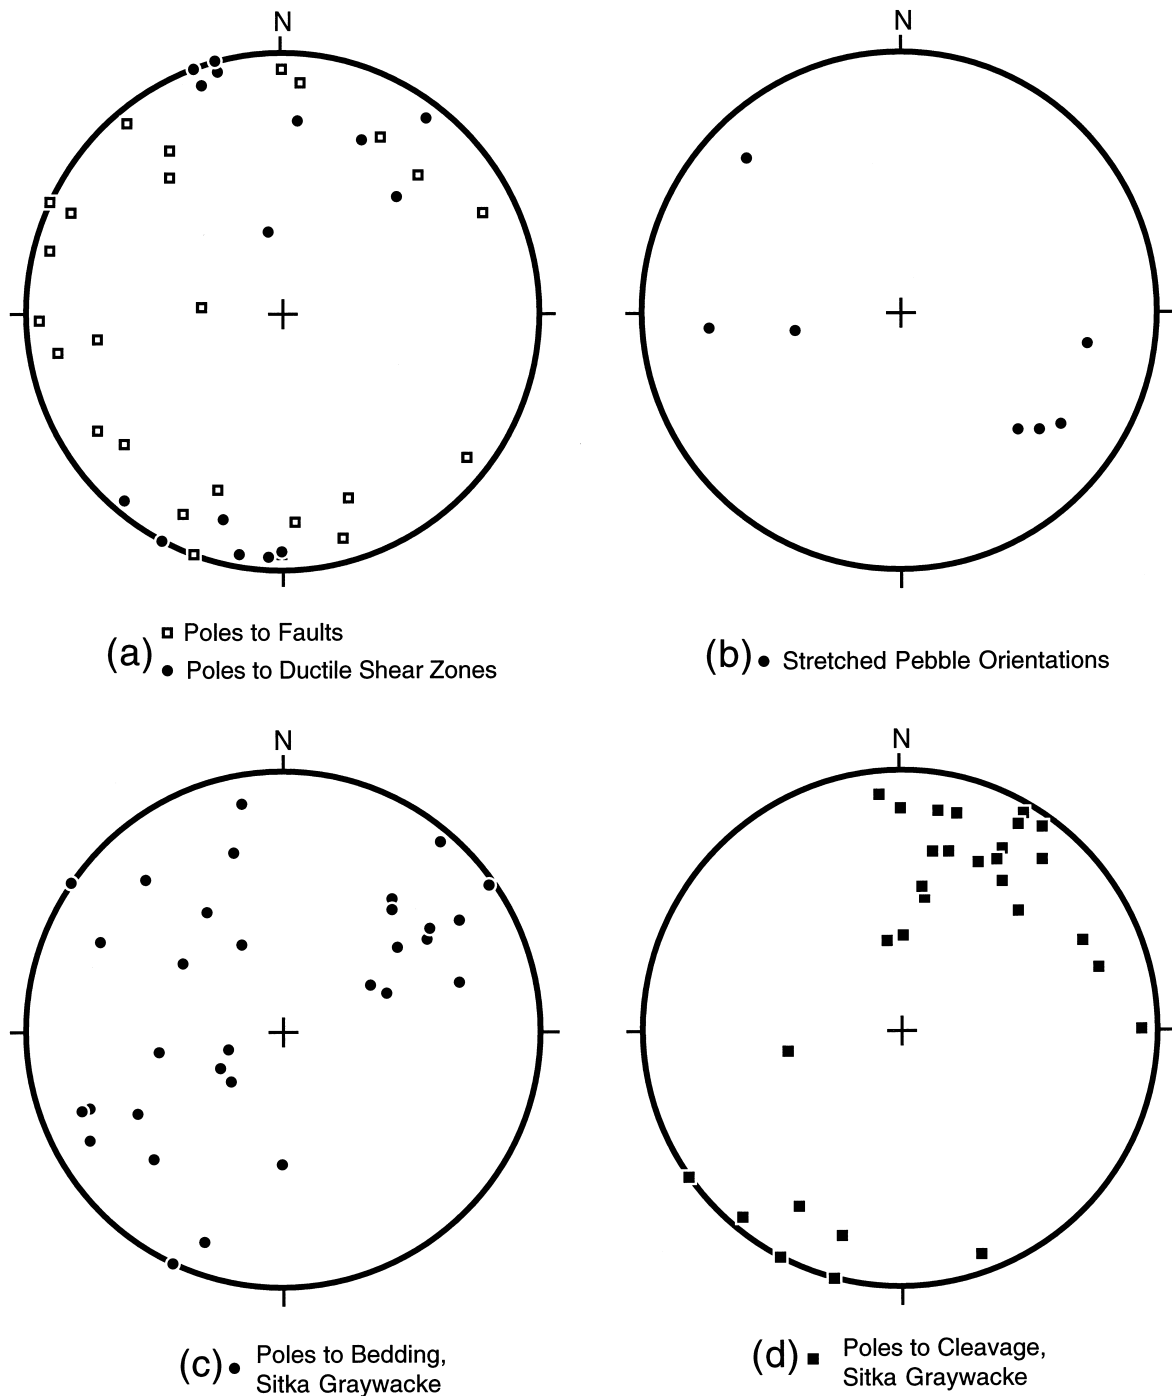 N
N
(a) Poles to Faults
Poles to Ductile Shear Zones
(b) Stretched Pebble Orientations
N
N
(c) Poles to Bedding,
Sitka Graywacke
(d) Poles to Cleavage,
Sitka Graywacke